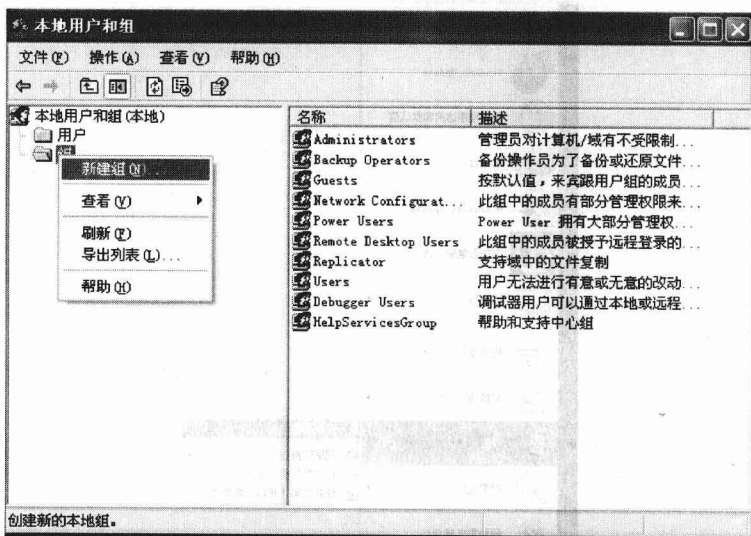 本地用户和组
文件(F) 操作(A) 查看(V) 帮助(H)
本地用户和组(本地)
用户
新建组(N)...
查看(V)
刷新(F)
导出列表(L)...
帮助(H)
名称 描述
Administrators 管理员对计算机/域有不受限制...
Backup Operators 备份操作员为了备份或还原文件...
Guests 按默认值，来宾跟用户组的成员...
Network Configurat... 此组中的成员有部分管理权限来...
Power Users Power User 拥有大部分管理权...
Remote Desktop Users 此组中的成员被授予远程登录的...
Replicator 支持域中的文件复制
Users 用户无法进行有意或无意的改动...
Debugger Users 调试器用户可以通过本地或远程...
HelpServicesGroup 帮助和支持中心组
创建新的本地组。